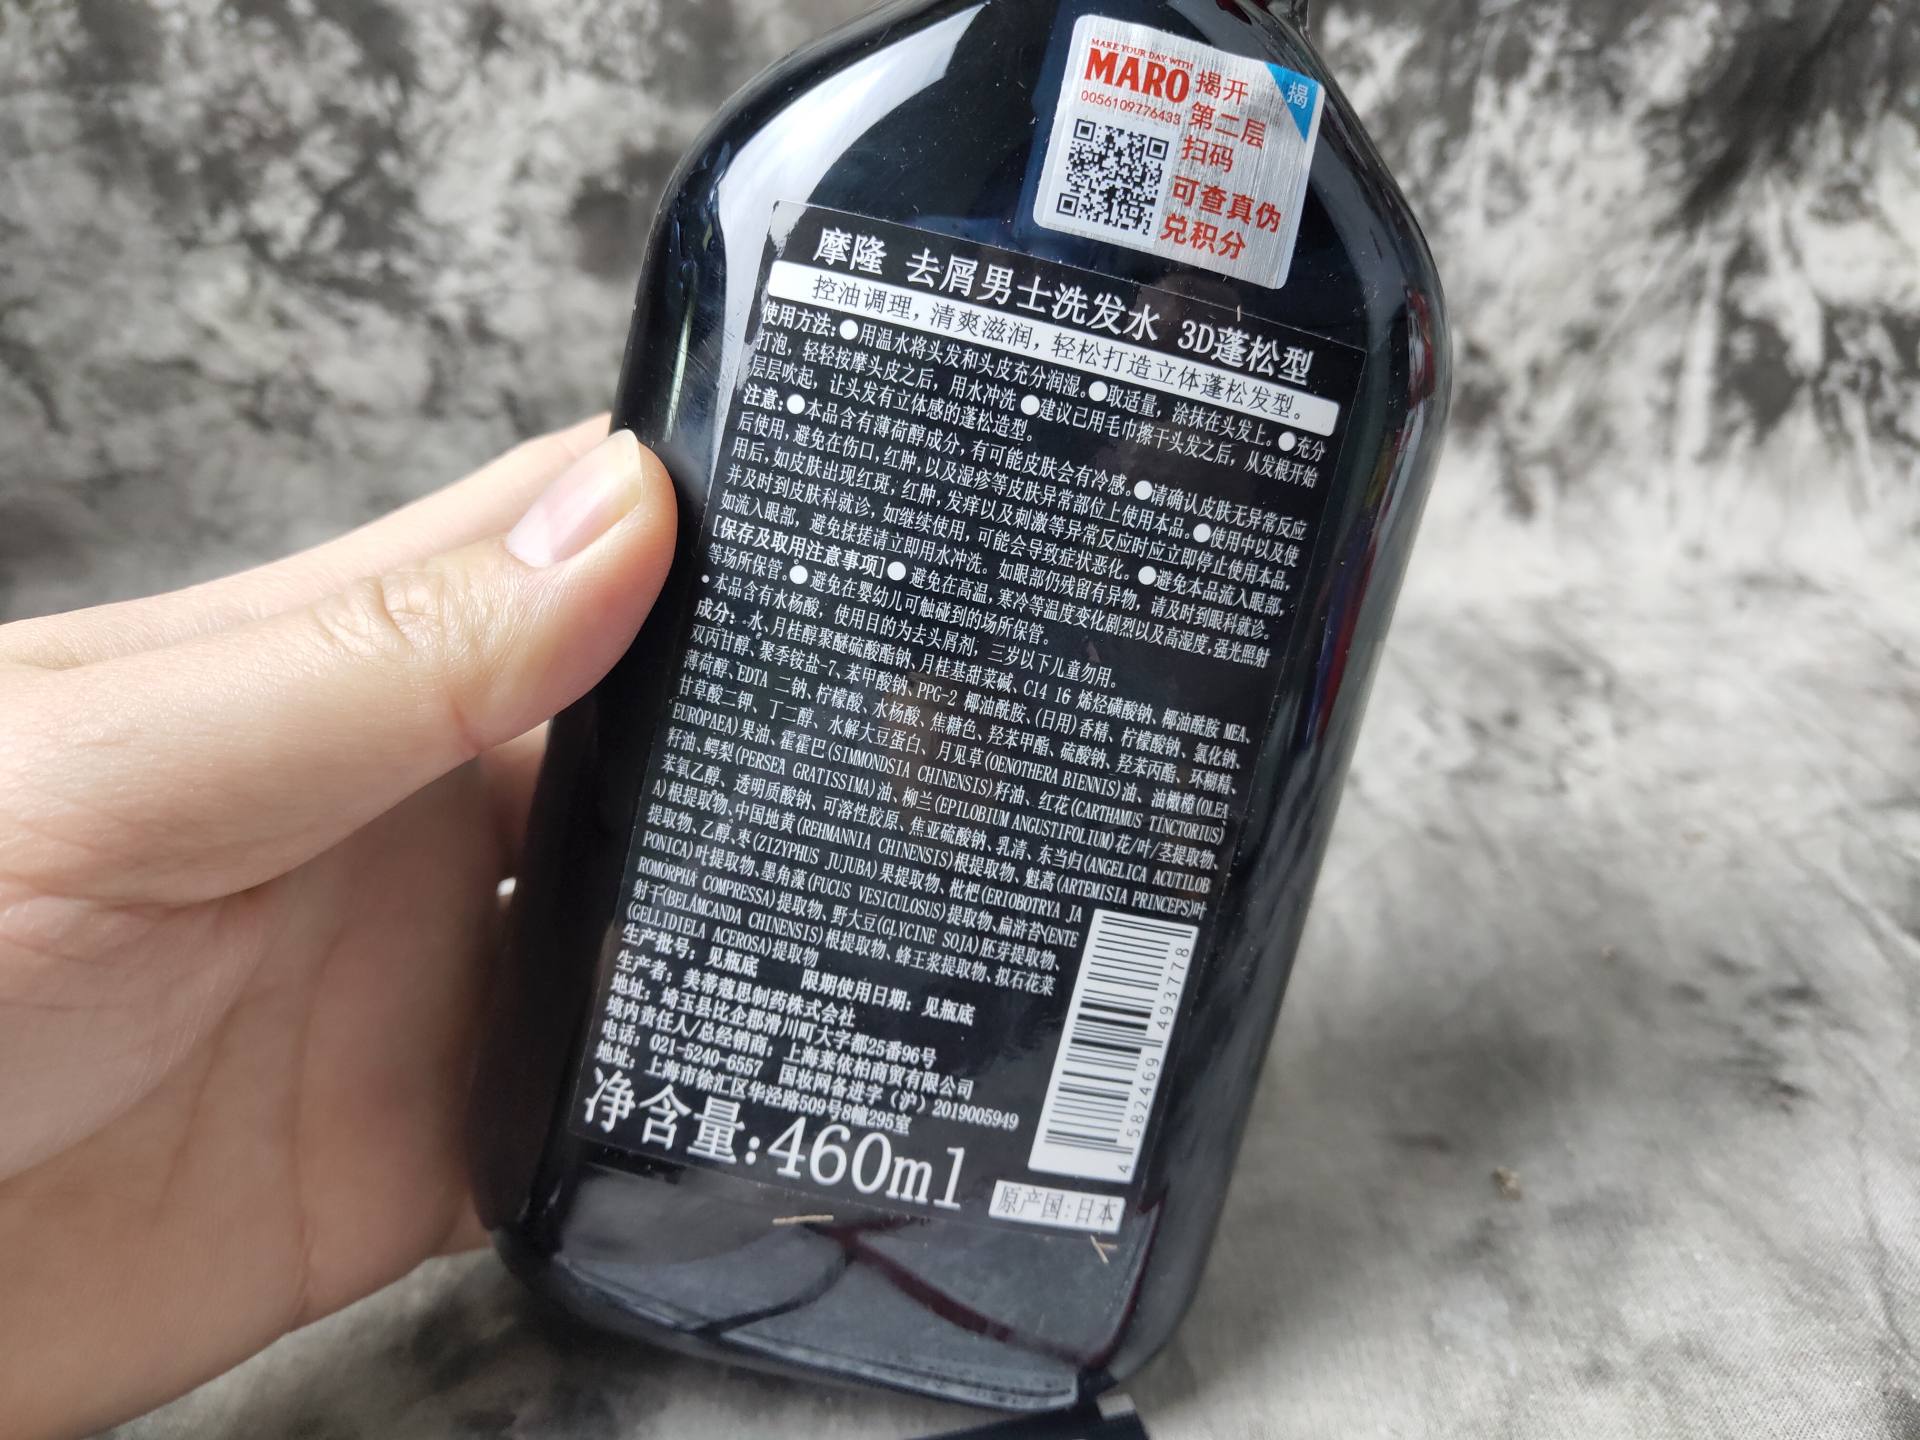 MAKE YOUR DAY WITH
MARO
0056109776433
揭开
第二层
扫码
可查真伪
兑积分
揭
摩隆 去屑男士洗发水 3D蓬松型
控油调理，清爽滋润，轻松打造立体蓬松发型。
使用方法：●用温水将头发和头皮充分润湿。●取适量，涂抹在头发上。●充分
打泡，轻轻按摩头皮之后，用水冲洗 ●建议已用毛巾擦干头发之后，从发根开始
层层吹起，让头发有立体感的蓬松造型。
注意：●本品含有薄荷醇成分，有可能皮肤会有冷感。●请确认皮肤无异常反应
后使用，避免在伤口，红肿，以及湿疹等皮肤异常部位上使用本品。●使用中以及使
用后，如皮肤出现红斑，红肿，发痒以及刺激等异常反应时应立即停止使用本品，
并及时到皮肤科就诊，如继续使用，可能会导致症状恶化。●避免本品流入眼部，
如流入眼部，避免揉搓请立即用水冲洗。如眼部仍残留有异物，请及时到眼科就诊。
[保存及取用注意事项]● 避免在高温，寒冷等温度变化剧烈以及高湿度，强光照射
等场所保管。● 避免在婴幼儿可触碰到的场所保管。
•本品含有水杨酸，使用目的为去头屑剂，三岁以下儿童勿用。
成分：水、月桂醇聚醚硫酸酯钠、月桂基甜菜碱、C14 16 烯烃磺酸钠、椰油酰胺 MEA、
双丙甘醇、聚季铵盐-7、苯甲酸钠、PPG-2 椰油酰胺、(日用)香精、柠檬酸钠、氯化钠、
薄荷醇、EDTA 二钠、柠檬酸、水杨酸、焦糖色、羟苯甲酯、硫酸钠、羟苯丙酯、环糊精、
甘草酸二钾、丁二醇、水解大豆蛋白、月见草(OENOTHERA BIENNIS)油、油橄榄(OLEA
EUROPAEA)果油、霍霍巴(SIMMONDSIA CHINENSIS)籽油、红花(CARTHAMUS TINCTORIUS)
籽油、鳄梨(PERSEA GRATISSIMA)油、柳兰(EPILOBIUM ANGUSTIFOLIUM)花/叶/茎提取物、
苯氧乙醇、透明质酸钠、可溶性胶原、焦亚硫酸钠、乳清、东当归(ANGELICA ACUTILOB
A)根提取物、中国地黄(REHMANNIA CHINENSIS)根提取物、魁蒿(ARTEMISIA PRINCEPS)叶
提取物、乙醇、枣(ZIZYPHUS JUJUBA)果提取物、枇杷(ERIOBOTRYA JA
PONICA)叶提取物、墨角藻(FUCUS VESICULOSUS)提取物、扁浒苔(ENTE
ROMORPHA COMPRESSA)提取物、野大豆(GLYCINE SOJA)胚芽提取物、
射干(BELAMCANDA CHINENSIS)根提取物、蜂王浆提取物、拟石花菜
(GELLIDIELA ACEROSA)提取物
生产批号：见瓶底 限期使用日期：见瓶底
生产者：美蒂蔻思制药株式会社
地址：埼玉县比企郡滑川町大字都25番96号
境内责任人/总经销商：上海莱依柏商贸有限公司
电话：021-5240-6557 国妆网备进字（沪）2019005949
地址：上海市徐汇区华泾路509号8幢295室
净含量:460ml
原产国:日本
4 582469 493778